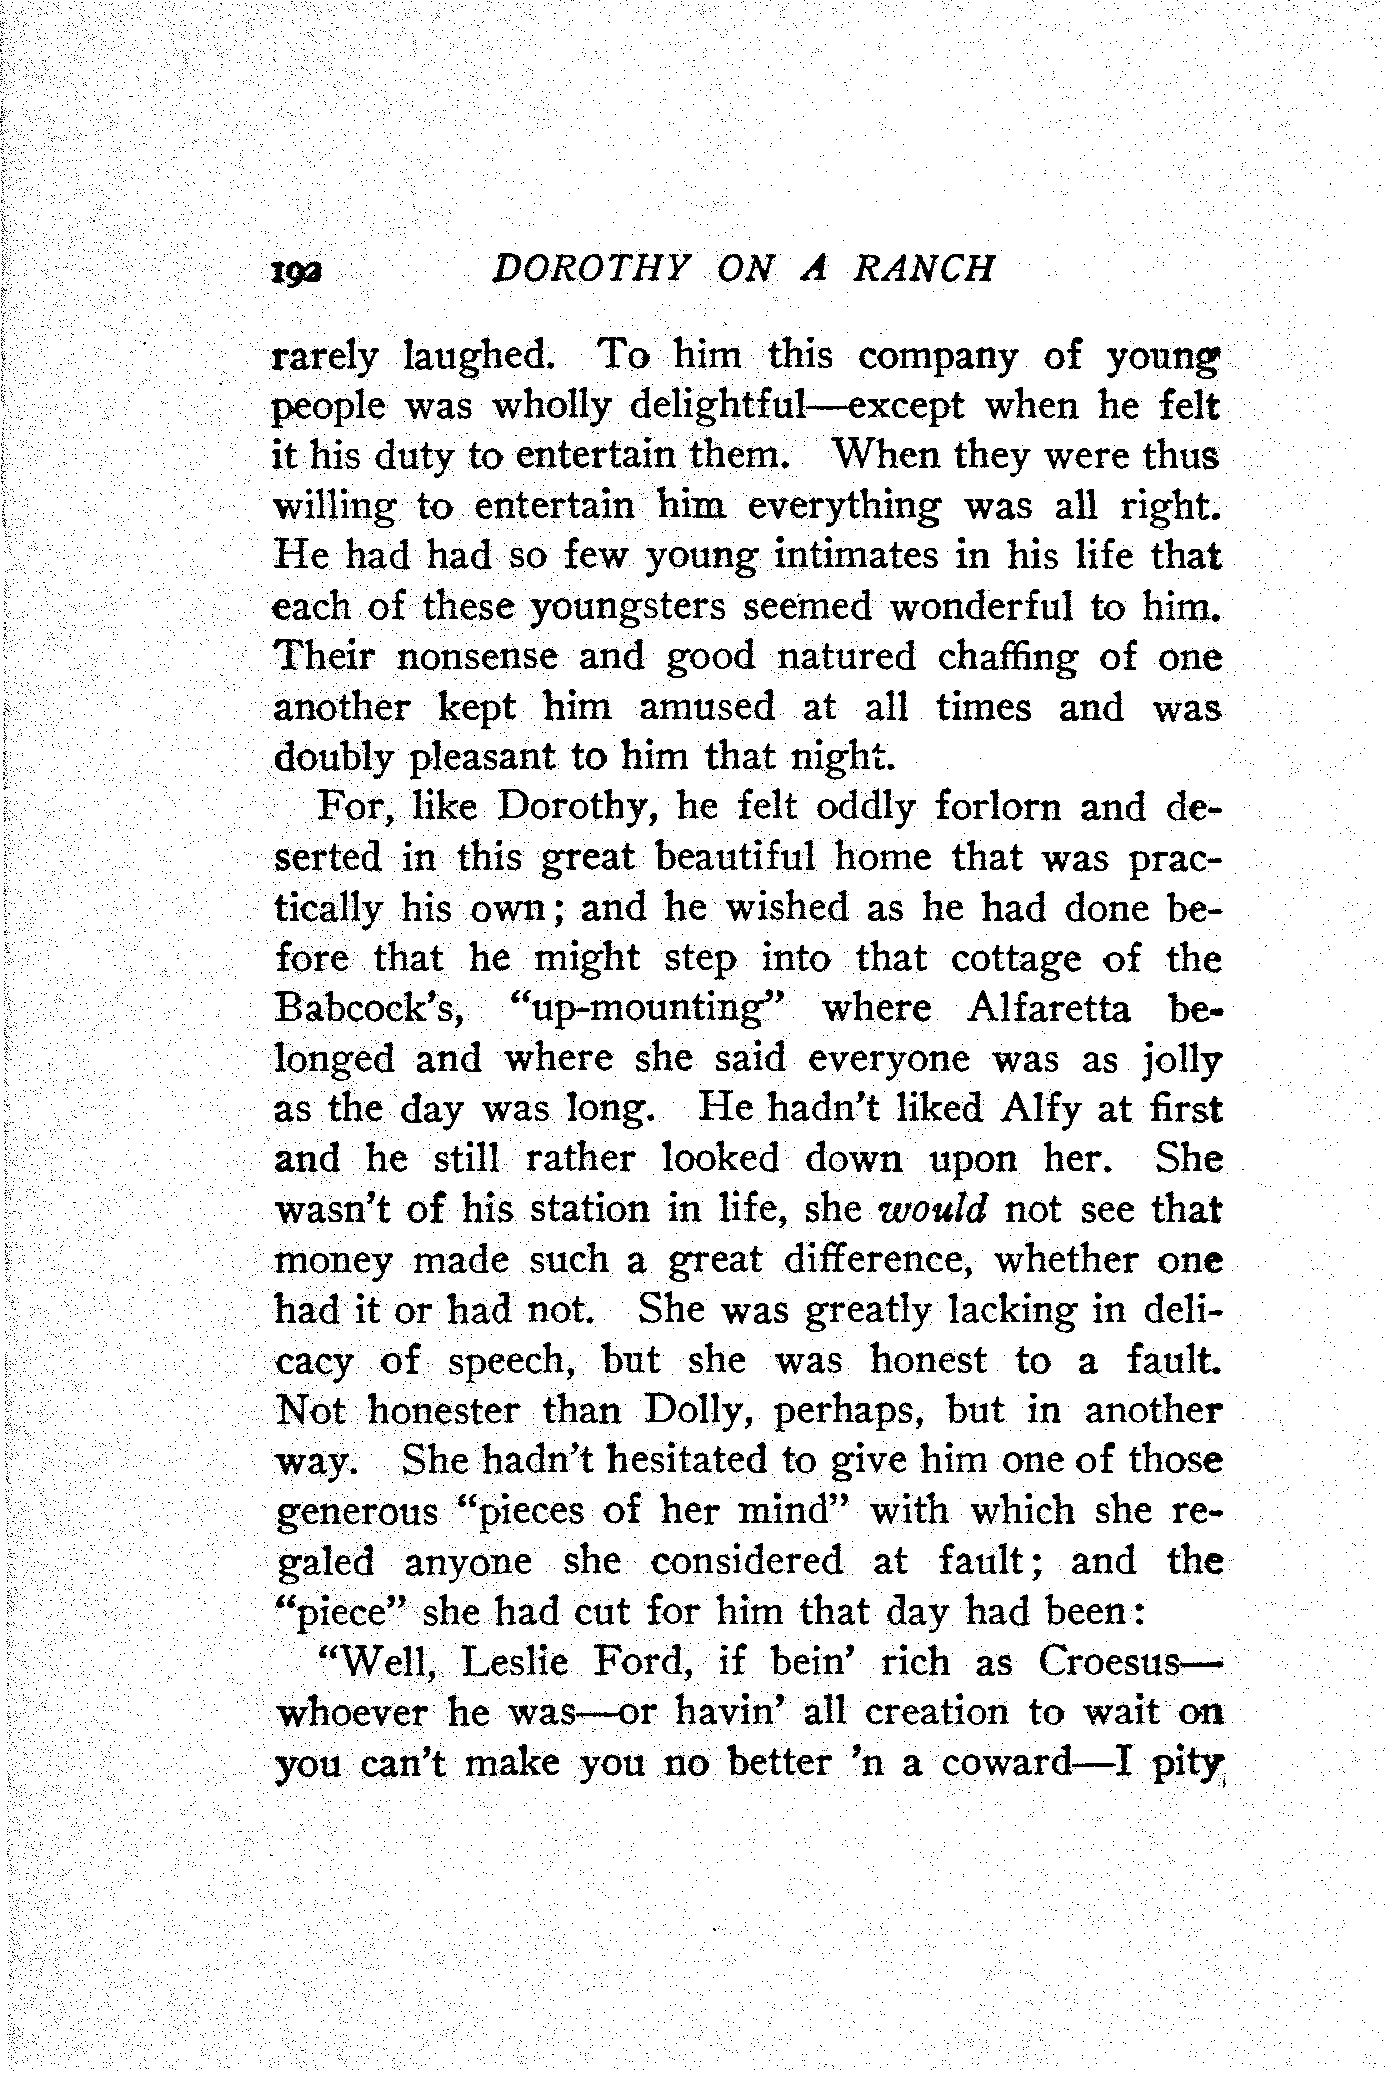 192 DOROTHY ON A RANCH
rarely laughed. To him this company of young
people was wholly delightful—except when he felt
it his duty to entertain them. When they were thus
willing to entertain him everything was all right.
He had had so few young intimates in his life that
each of these youngsters seemed wonderful to him.
Their nonsense and good natured chaffing of one
another kept him amused at all times and was
doubly pleasant to him that night.
For, like Dorothy, he felt oddly forlorn and de-
serted in this great beautiful home that was prac-
tically his own; and he wished as he had done be-
fore that he might step into that cottage of the
Babcock's, “up-mounting” where Alfaretta be-
longed and where she said everyone was as jolly
as the day was long. He hadn't liked Alfy at first
and he still rather looked down upon her. She
wasn't of his station in life, she would not see that
money made such a great difference, whether one
had it or had not. She was greatly lacking in deli-
cacy of speech, but she was honest to a fault.
Not honester than Dolly, perhaps, but in another
way. She hadn't hesitated to give him one of those
generous “pieces of her mind” with which she re-
galed anyone she considered at fault; and the
“piece” she had cut for him that day had been:
“Well, Leslie Ford, if bein' rich as Croesus—
whoever he was—or havin' all creation to wait on
you can't make you no better 'n a coward—I pity